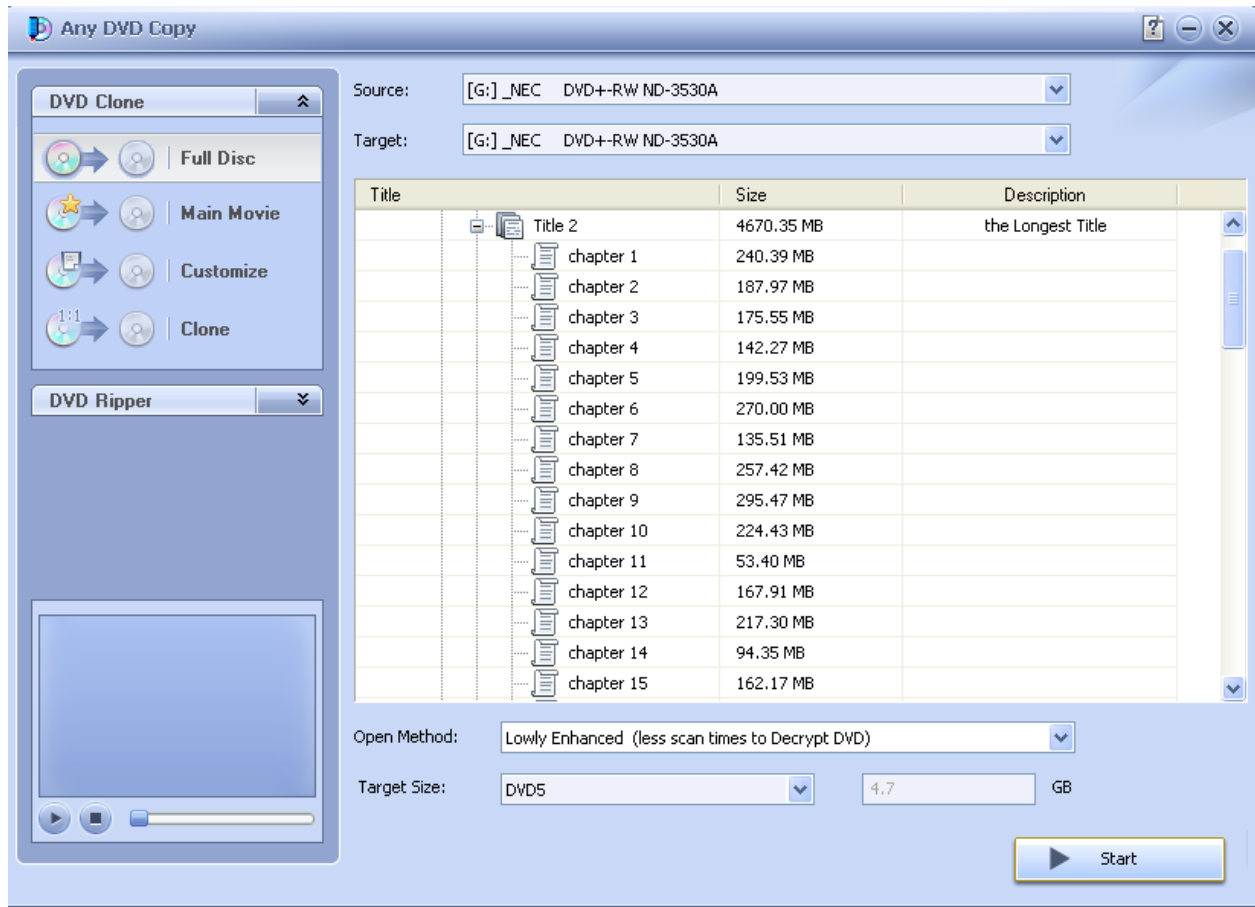 Any DVD Copy
DVD Clone
Full Disc
Main Movie
Customize
1:1
Clone
DVD Ripper
Source: [G:] _NEC DVD+-RW ND-3530A
Target: [G:] _NEC DVD+-RW ND-3530A
Title Size Description
Title 2 4670.35 MB the Longest Title
chapter 1 240.39 MB
chapter 2 187.97 MB
chapter 3 175.55 MB
chapter 4 142.27 MB
chapter 5 199.53 MB
chapter 6 270.00 MB
chapter 7 135.51 MB
chapter 8 257.42 MB
chapter 9 295.47 MB
chapter 10 224.43 MB
chapter 11 53.40 MB
chapter 12 167.91 MB
chapter 13 217.30 MB
chapter 14 94.35 MB
chapter 15 162.17 MB
Open Method: Lowly Enhanced (less scan times to Decrypt DVD)
Target Size: DVD5 4.7 GB
Start